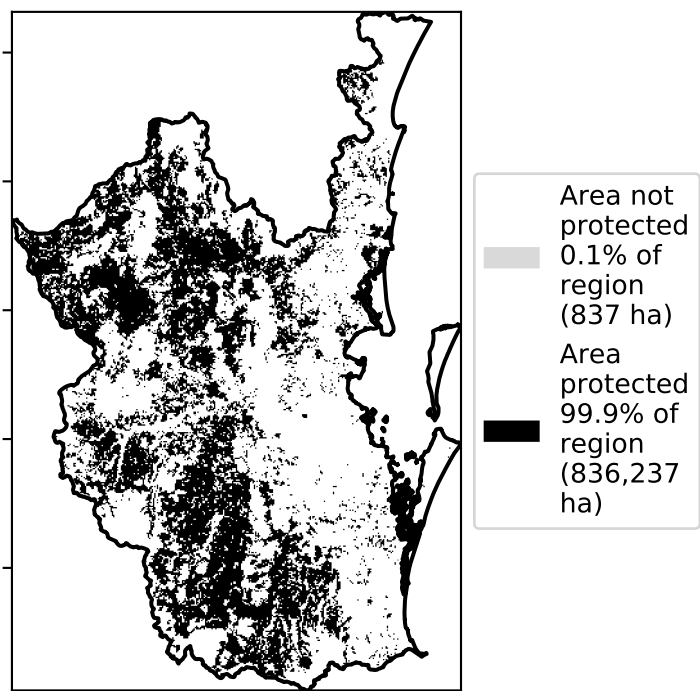 Area not
protected
0.1% of
region
(837 ha)
Area
protected
99.9% of
region
(836,237
ha)